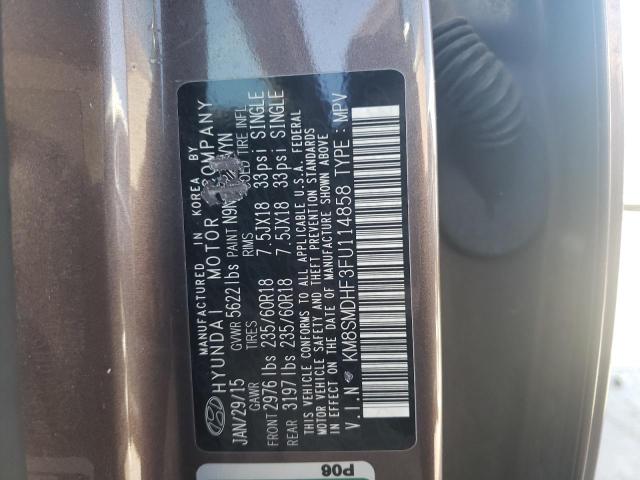 MANUFACTURED IN KOREA BY
HYUNDAI MOTOR COMPANY
JAN/29/15 GVWR 5622 lbs PAINT
GAWR TIRES RIMS TIRE INFL
FRONT 2976 lbs 235/60R18 7.5JX18 33psi SINGLE
REAR 3197 lbs 235/60R18 7.5JX18 33psi SINGLE
THIS VEHICLE CONFORMS TO ALL APPLICABLE U.S.A. FEDERAL
MOTOR VEHICLE SAFETY AND THEFT PREVENTION STANDARDS
IN EFFECT ON THE DATE OF MANUFACTURE SHOWN ABOVE
V.I.N KM8SMDHF3FU114858 TYPE : MPV
P06